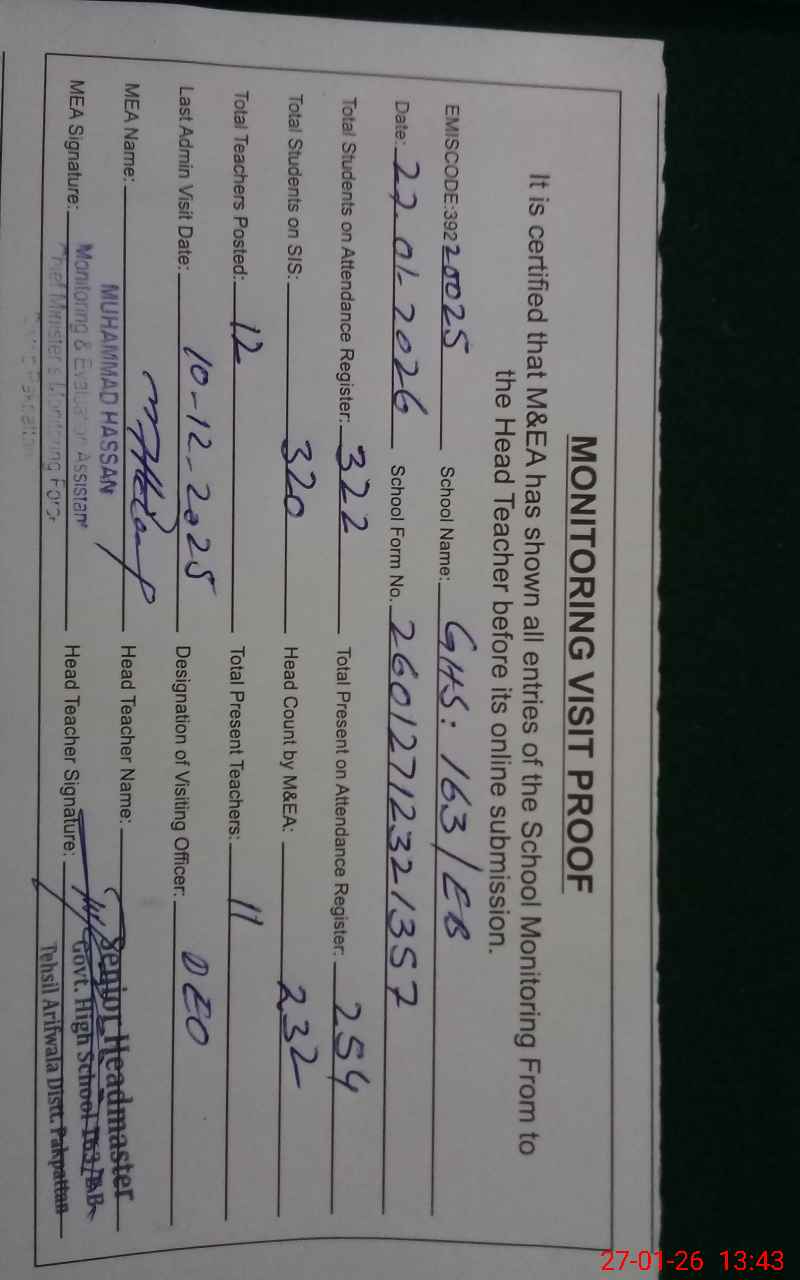 MONITORING VISIT PROOF
It is certified that M&EA has shown all entries of the School Monitoring From to
the Head Teacher before its online submission.
EMISCODE:39220025 School Name: GHS: 163/EB
Date: 27.01-2026 School Form No. 26012712321357
Total Students on Attendance Register: 322 Total Present on Attendance Register: 254
Total Students on SIS: 320 Head Count by M&EA: 232
Total Teachers Posted: 12 Total Present Teachers: 11
Last Admin Visit Date: 10-12-2025 Designation of Visiting Officer: DEO
MEA Name: Head Teacher Name:
MUHAMMAD HASSAN Senior Headmaster
MEA Signature: Head Teacher Signature:
Monitoring & Evaluation Assistant Govt. High School 163/EB
Chief Minister's Monitoring Force Tehsil Arifwala Distt. Pakpattan
27-01-26 13:43